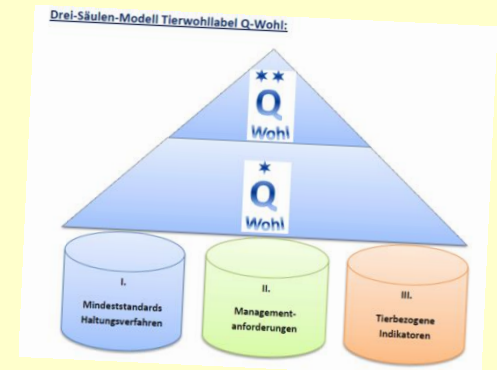 Drei-Säulen-Modell Tierwohllabel Q-Wohl:
** 
Q
Wohl
*
Q
Wohl
I.
Mindeststandards
Haltungsverfahren
II.
Management-
anforderungen
III.
Tierbezogene
Indikatoren